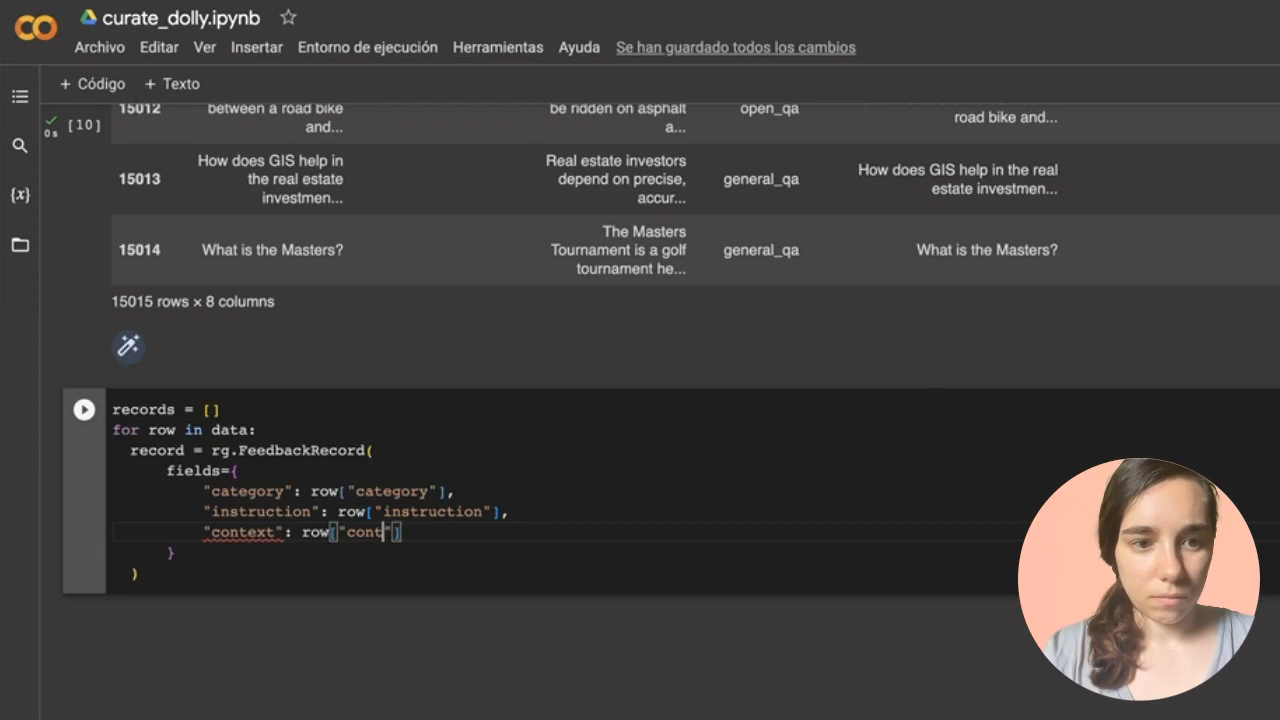 curate_dolly.ipynb
Archivo Editar Ver Insertar Entorno de ejecución Herramientas Ayuda Se han guardado todos los cambios
+ Código + Texto
0s [10]
15012 between a road bike and... be ridden on asphalt a... open_qa road bike and...
15013 How does GIS help in the real estate investmen... Real estate investors depend on precise, accur... general_qa How does GIS help in the real estate investmen...
15014 What is the Masters? The Masters Tournament is a golf tournament he... general_qa What is the Masters?
15015 rows × 8 columns
records = []
for row in data:
  record = rg.FeedbackRecord(
      fields={
          "category": row["category"],
          "instruction": row["instruction"],
          "context": row["cont"]
      }
  )